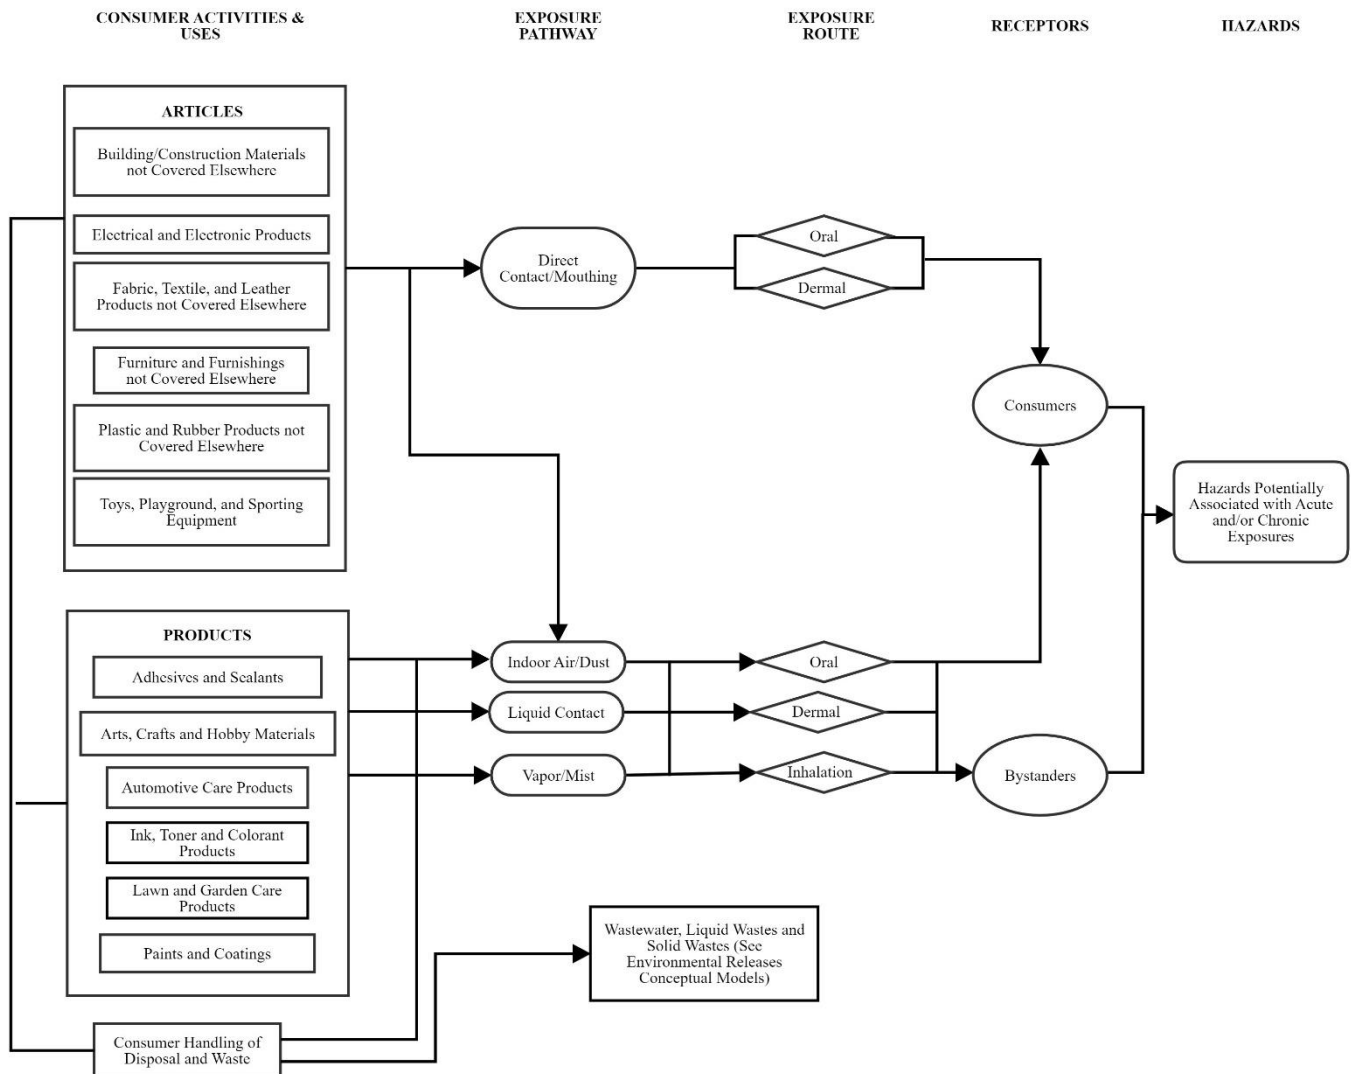 CONSUMER ACTIVITIES &
USES
EXPOSURE
PATHWAY
EXPOSURE
ROUTE
RECEPTORS
HAZARDS
ARTICLES
Building/Construction Materials
not Covered Elsewhere
Electrical and Electronic Products
Fabric, Textile, and Leather
Products not Covered Elsewhere
Furniture and Furnishings
not Covered Elsewhere
Plastic and Rubber Products not
Covered Elsewhere
Toys, Playground, and Sporting
Equipment
Direct
Contact/Mouthing
Oral
Dermal
Consumers
Hazards Potentially
Associated with Acute
and/or Chronic
Exposures
PRODUCTS
Adhesives and Sealants
Arts, Crafts and Hobby Materials
Automotive Care Products
Ink, Toner and Colorant
Products
Lawn and Garden Care
Products
Paints and Coatings
Indoor Air/Dust
Liquid Contact
Vapor/Mist
Oral
Dermal
Inhalation
Bystanders
Wastewater, Liquid Wastes and
Solid Wastes (See
Environmental Releases
Conceptual Models)
Consumer Handling of
Disposal and Waste